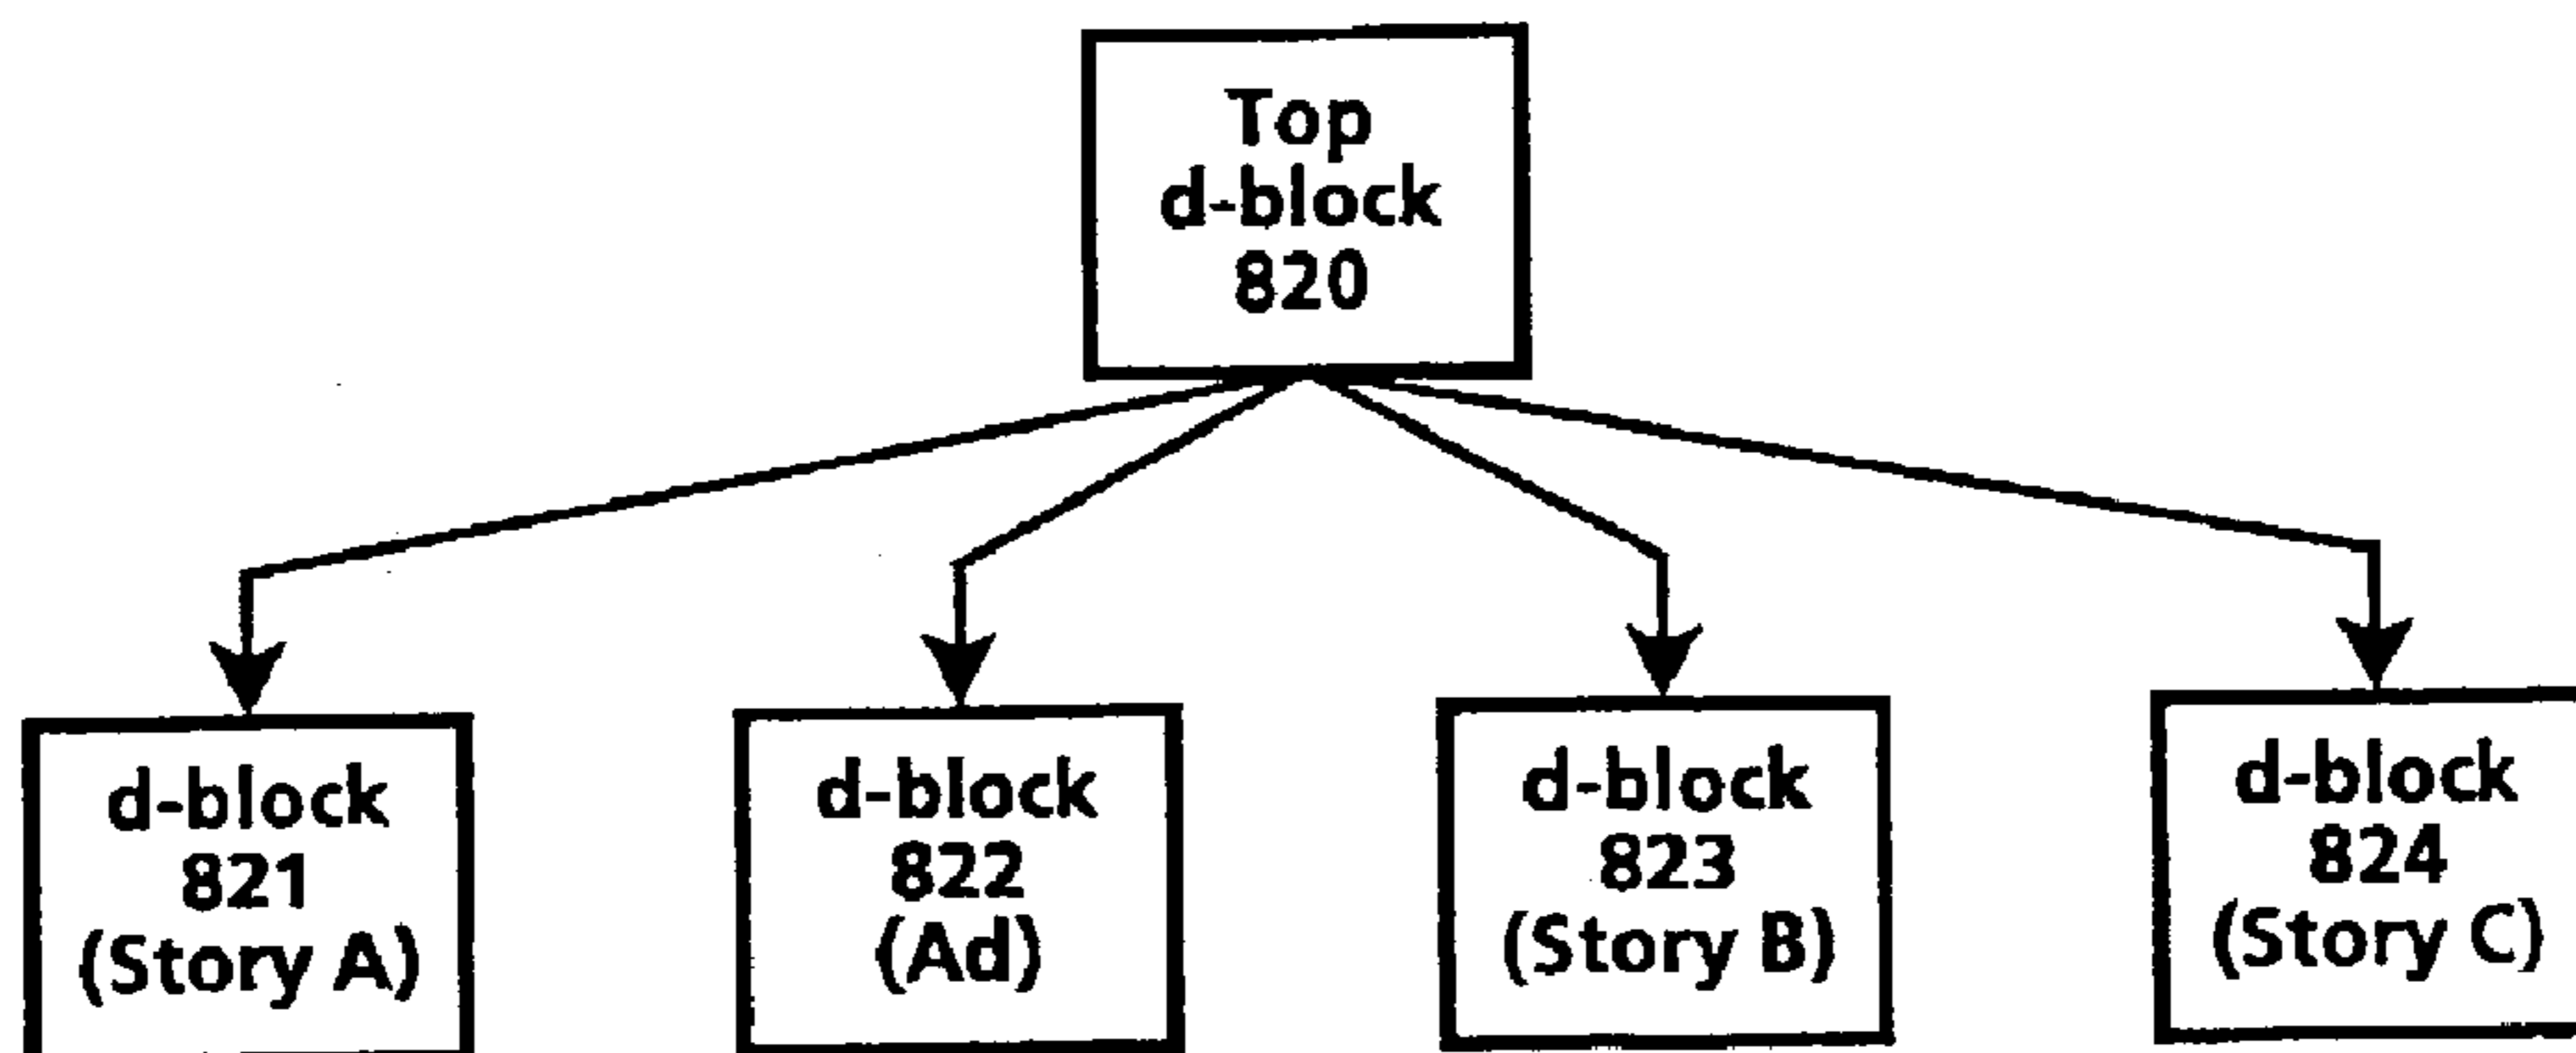 Top
d-block
820
d-block
821
(Story A)
d-block
822
(Ad)
d-block
823
(Story B)
d-block
824
(Story C)